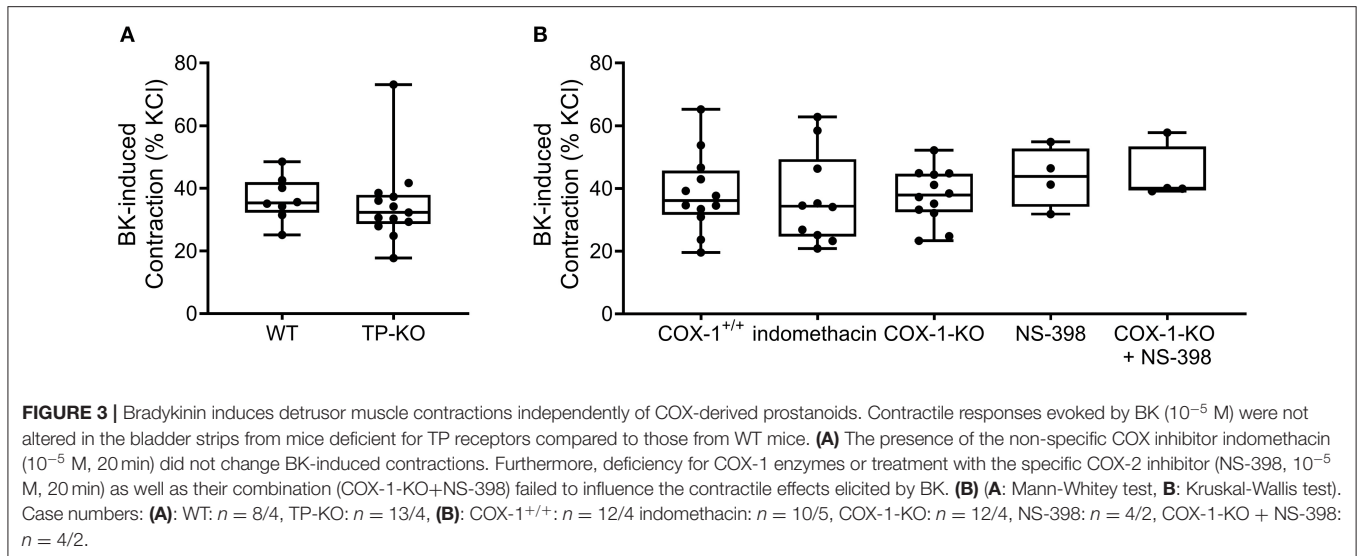 A
B
80
60
40
20
0
BK-induced
Contraction (% KCl)
WT
TP-KO
80
60
40
20
0
BK-induced
Contraction (% KCl)
COX-1+/+
indomethacin
COX-1-KO
NS-398
COX-1-KO
+ NS-398
FIGURE 3 | Bradykinin induces detrusor muscle contractions independently of COX-derived prostanoids. Contractile responses evoked by BK (10−5 M) were not
altered in the bladder strips from mice deficient for TP receptors compared to those from WT mice. (A) The presence of the non-specific COX inhibitor indomethacin
(10−5 M, 20 min) did not change BK-induced contractions. Furthermore, deficiency for COX-1 enzymes or treatment with the specific COX-2 inhibitor (NS-398, 10−5
M, 20 min) as well as their combination (COX-1-KO+NS-398) failed to influence the contractile effects elicited by BK. (B) (A: Mann-Whitey test, B: Kruskal-Wallis test).
Case numbers: (A): WT: n = 8/4, TP-KO: n = 13/4, (B): COX-1+/+: n = 12/4 indomethacin: n = 10/5, COX-1-KO: n = 12/4, NS-398: n = 4/2, COX-1-KO + NS-398:
n = 4/2.